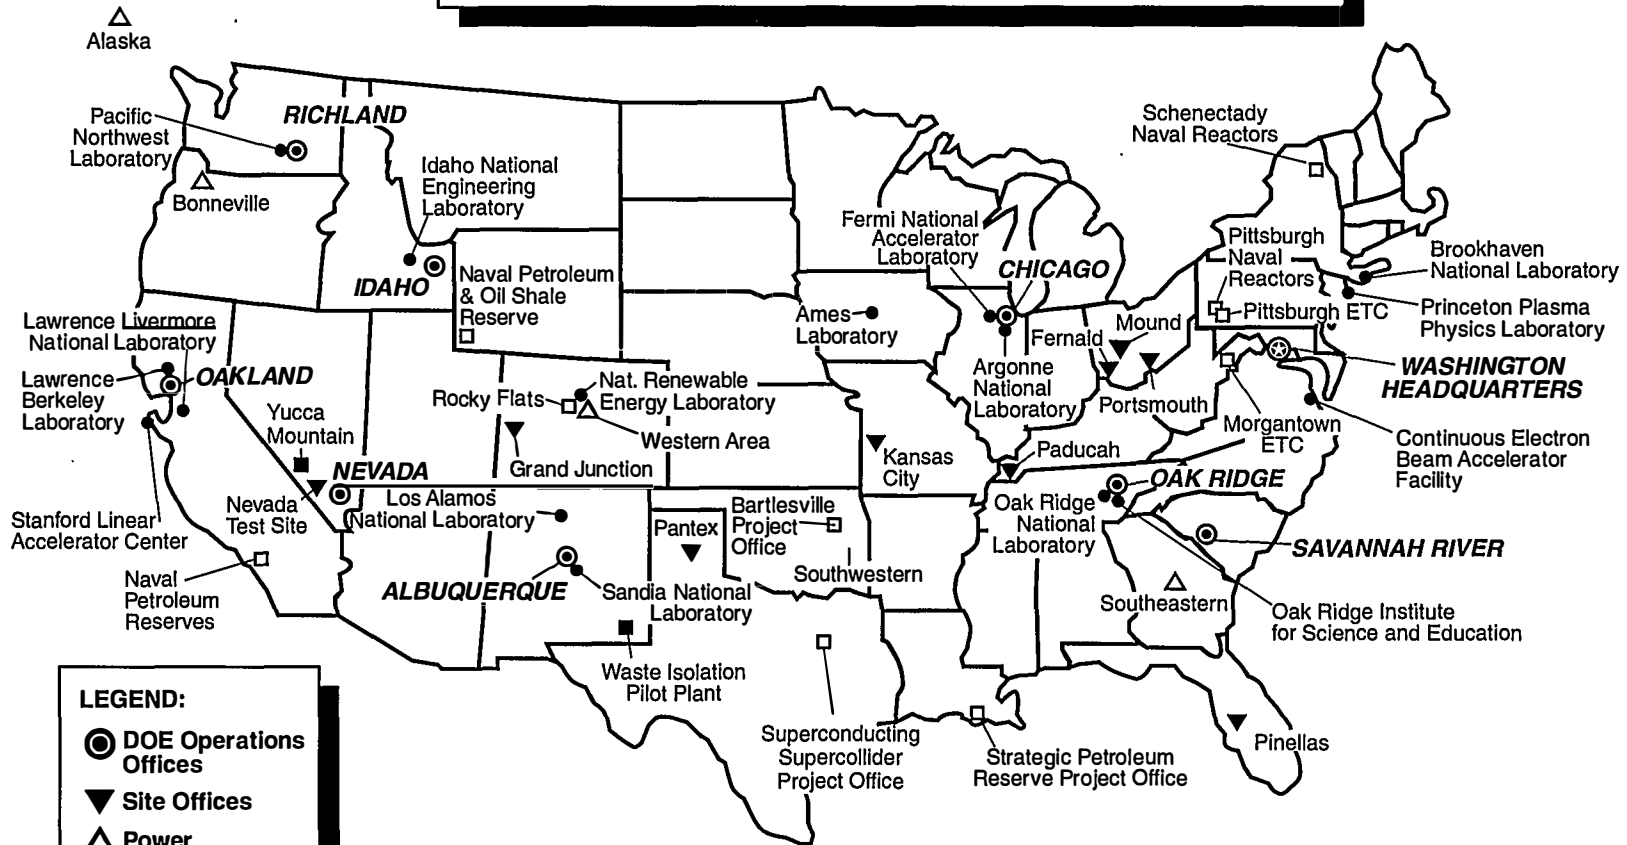 Alaska
Pacific
Northwest
Laboratory
RICHLAND
Bonneville
Idaho National
Engineering
Laboratory
IDAHO
Naval Petroleum
& Oil Shale
Reserve
Lawrence Livermore
National Laboratory
Lawrence
Berkeley
Laboratory
OAKLAND
Yucca
Mountain
NEVADA
Nevada
Test Site
Stanford Linear
Accelerator Center
Naval
Petroleum
Reserves
Rocky Flats
Nat. Renewable
Energy Laboratory
Western Area
Grand Junction
Los Alamos
National Laboratory
ALBUQUERQUE
Sandia National
Laboratory
Waste Isolation
Pilot Plant
Pantex
Bartlesville
Project
Office
Southwestern
Superconducting
Supercollider
Project Office
Kansas
City
Ames
Laboratory
Fermi National
Accelerator
Laboratory
CHICAGO
Argonne
National
Laboratory
Fernald
Mound
Portsmouth
Paducah
Oak Ridge
National
Laboratory
OAK RIDGE
SAVANNAH RIVER
Southeastern
Oak Ridge Institute
for Science and Education
Strategic Petroleum
Reserve Project Office
Pinellas
Schenectady
Naval Reactors
Pittsburgh
Naval
Reactors
Pittsburgh ETC
Brookhaven
National Laboratory
Princeton Plasma
Physics Laboratory
WASHINGTON
HEADQUARTERS
Morgantown
ETC
Continuous Electron
Beam Accelerator
Facility
LEGEND:
DOE Operations
Offices
Site Offices
Power